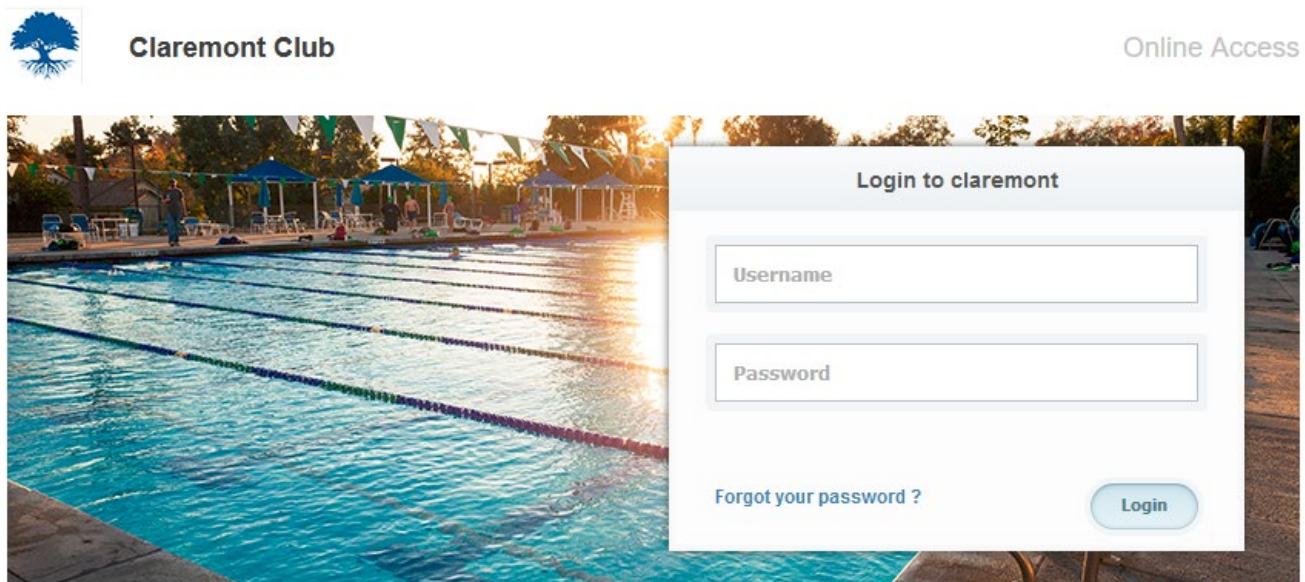 Claremont Club
Online Access
Login to claremont
Username
Password
Forgot your password ?
Login